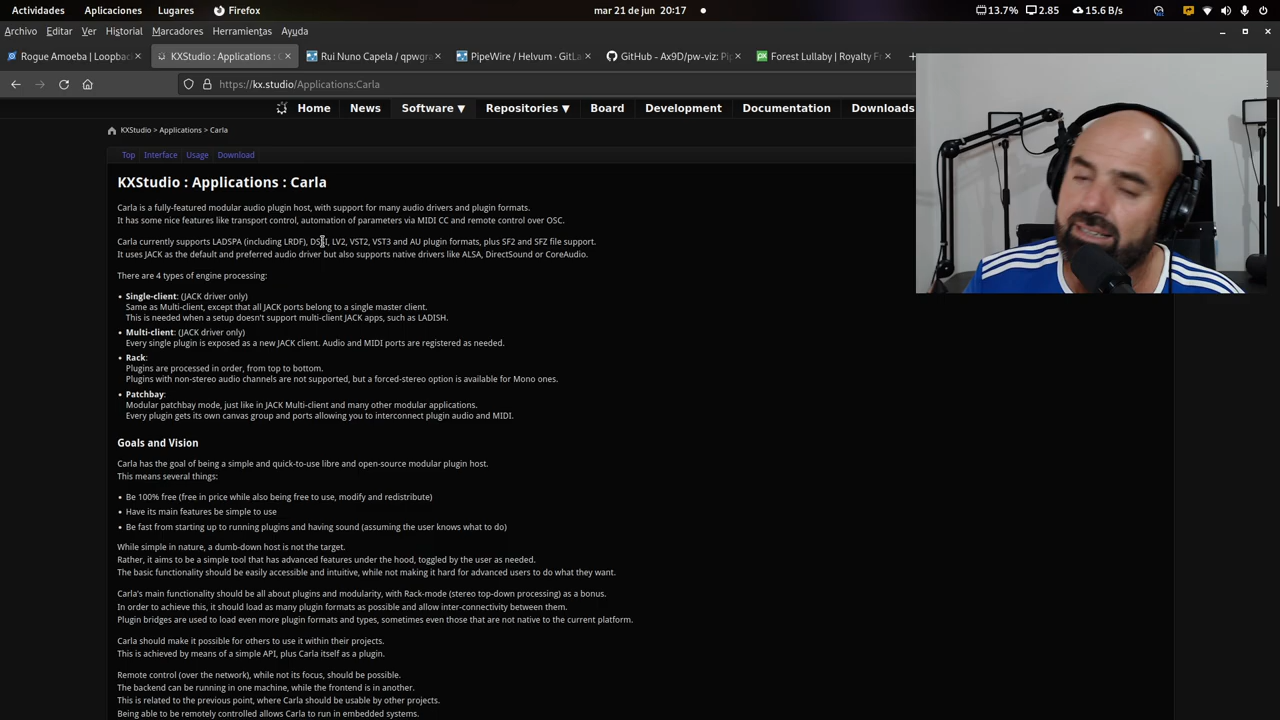 Actividades Aplicaciones Lugares Firefox mar 21 de jun 20:17 13.7% 2.85 15.6 B/s
Archivo Editar Ver Historial Marcadores Herramientas Ayuda
Rogue Amoeba | Loopbac KXStudio : Applications : Rui Nuno Capela / qpwgra PipeWire / Helvum · GitLa GitHub - Ax9D/pw-viz: Pip Forest Lullaby | Royalty Fr
https://kx.studio/Applications:Carla
Home News Software ▼ Repositories ▼ Board Development Documentation Downloads
KXStudio > Applications > Carla
Top Interface Usage Download
KXStudio : Applications : Carla
Carla is a fully-featured modular audio plugin host, with support for many audio drivers and plugin formats.
It has some nice features like transport control, automation of parameters via MIDI CC and remote control over OSC.
Carla currently supports LADSPA (including LRDF), DSSI, LV2, VST2, VST3 and AU plugin formats, plus SF2 and SFZ file support.
It uses JACK as the default and preferred audio driver but also supports native drivers like ALSA, DirectSound or CoreAudio.
There are 4 types of engine processing:
• Single-client: (JACK driver only)
Same as Multi-client, except that all JACK ports belong to a single master client.
This is needed when a setup doesn't support multi-client JACK apps, such as LADISH.
• Multi-client: (JACK driver only)
Every single plugin is exposed as a new JACK client. Audio and MIDI ports are registered as needed.
• Rack:
Plugins are processed in order, from top to bottom.
Plugins with non-stereo audio channels are not supported, but a forced-stereo option is available for Mono ones.
• Patchbay:
Modular patchbay mode, just like in JACK Multi-client and many other modular applications.
Every plugin gets its own canvas group and ports allowing you to interconnect plugin audio and MIDI.
Goals and Vision
Carla has the goal of being a simple and quick-to-use libre and open-source modular plugin host.
This means several things:
• Be 100% free (free in price while also being free to use, modify and redistribute)
• Have its main features be simple to use
• Be fast from starting up to running plugins and having sound (assuming the user knows what to do)
While simple in nature, a dumb-down host is not the target.
Rather, it aims to be a simple tool that has advanced features under the hood, toggled by the user as needed.
The basic functionality should be easily accessible and intuitive, while not making it hard for advanced users to do what they want.
Carla's main functionality should be all about plugins and modularity, with Rack-mode (stereo top-down processing) as a bonus.
In order to achieve this, it should load as many plugin formats as possible and allow inter-connectivity between them.
Plugin bridges are used to load even more plugin formats and types, sometimes even those that are not native to the current platform.
Carla should make it possible for others to use it within their projects.
This is achieved by means of a simple API, plus Carla itself as a plugin.
Remote control (over the network), while not its focus, should be possible.
The backend can be running in one machine, while the frontend is in another.
This is related to the previous point, where Carla should be usable by other projects.
Being able to be remotely controlled allows Carla to run in embedded systems.